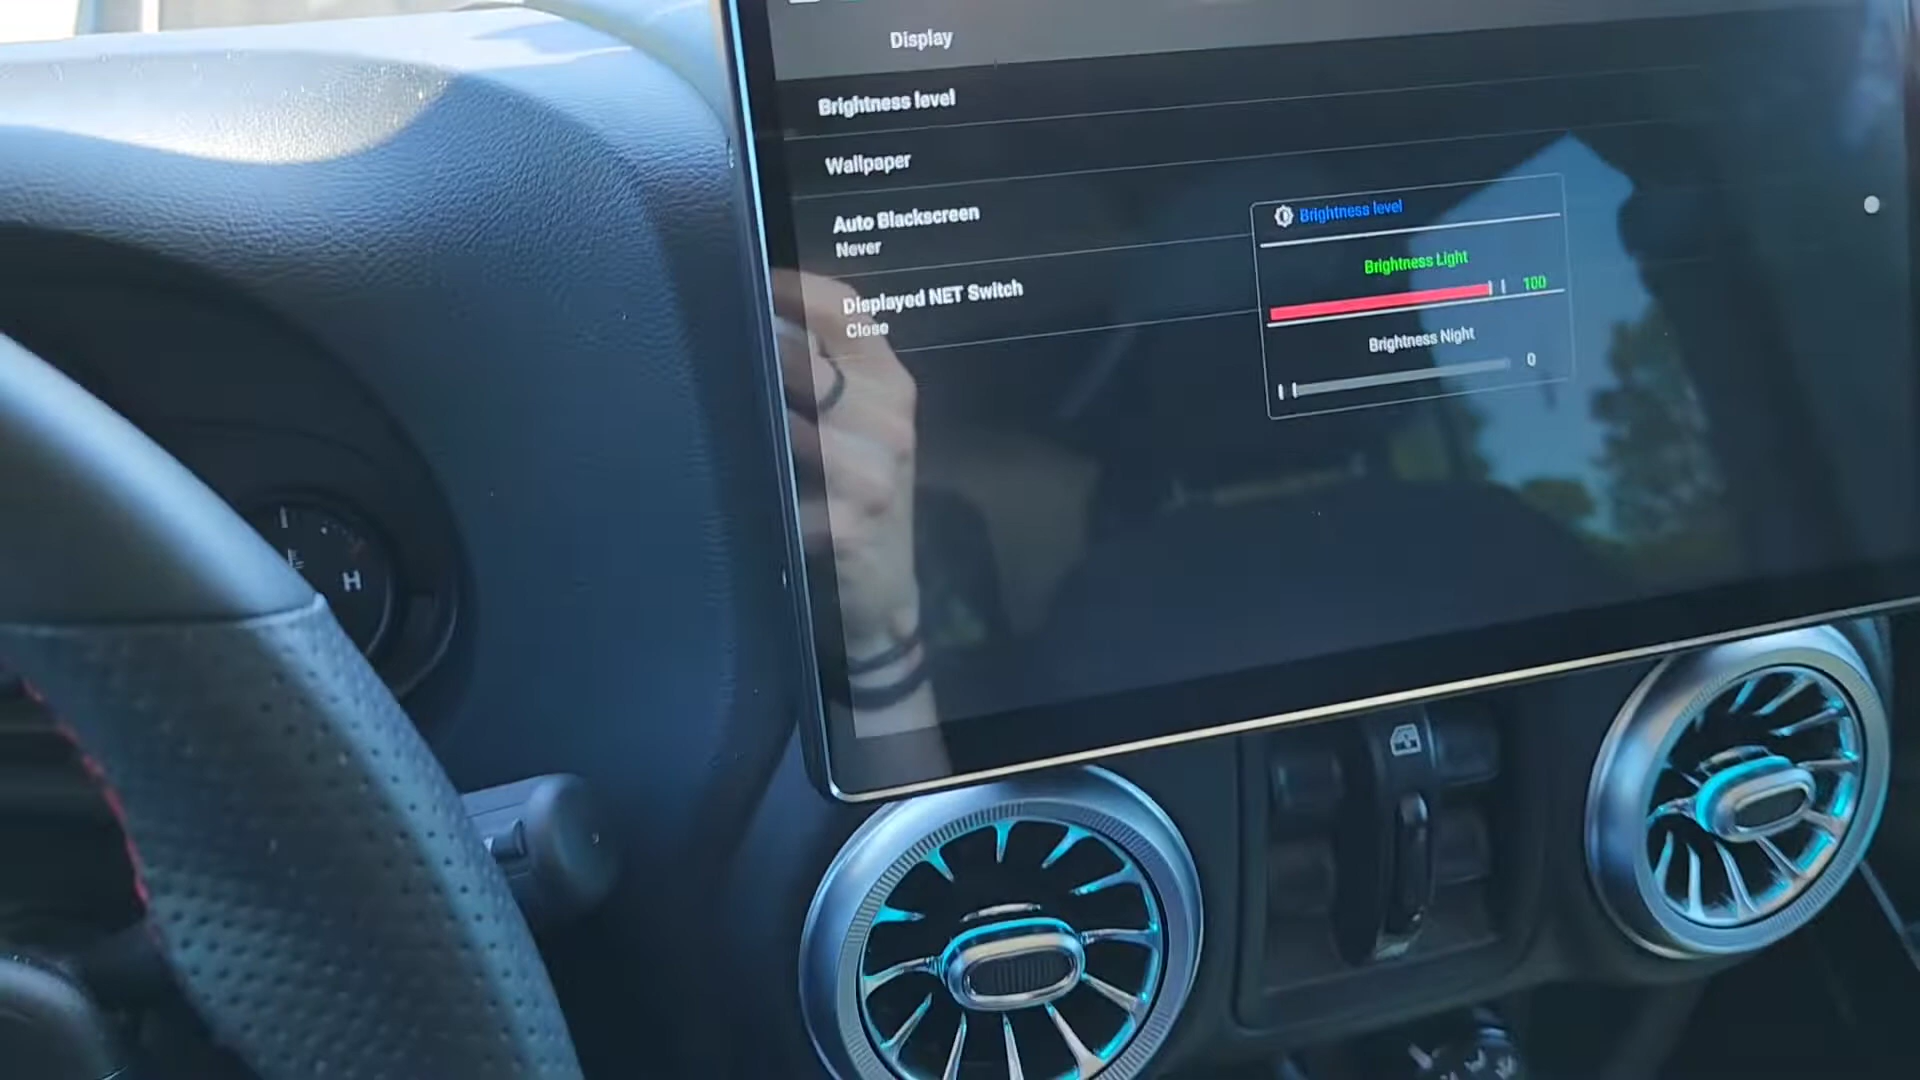 Display
Brightness level
Wallpaper
Auto Blackscreen
Never
Displayed NET Switch
Close
Brightness level
Brightness Light
100
Brightness Night
0
H